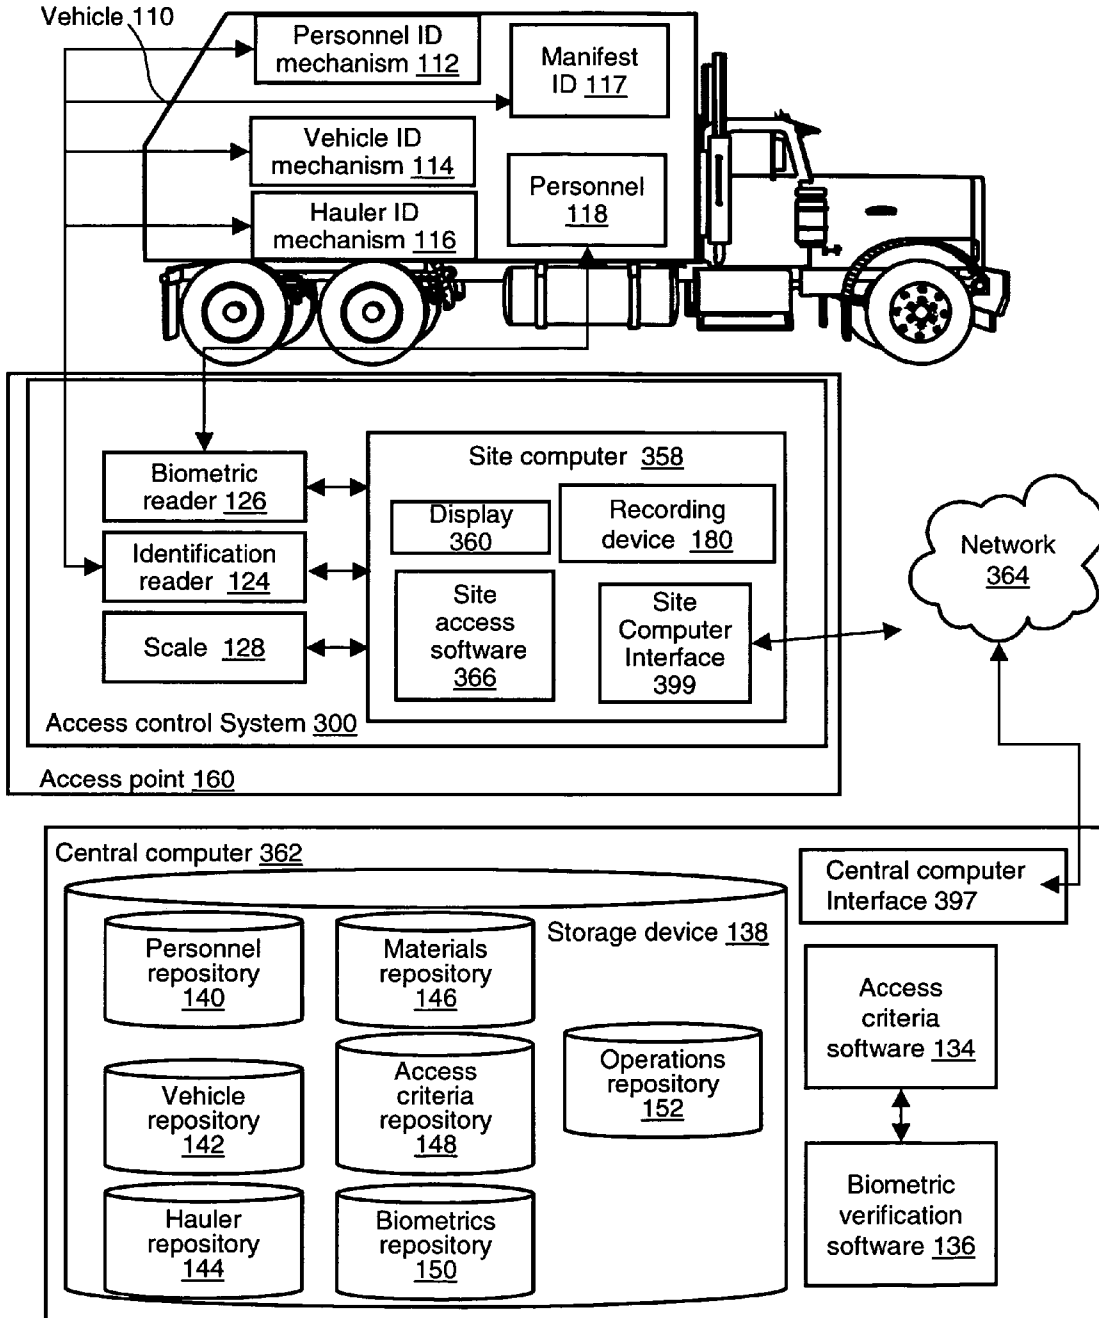 Vehicle 110
Personnel ID
mechanism 112
Manifest
ID 117
Vehicle ID
mechanism 114
Personnel
118
Hauler ID
mechanism 116
Biometric
reader 126
Identification
reader 124
Scale 128
Site computer 358
Display
360
Recording
device 180
Site
access
software
366
Site
Computer
Interface
399
Network
364
Access control System 300
Access point 160
Central computer 362
Central computer
Interface 397
Storage device 138
Personnel
repository
140
Materials
repository
146
Vehicle
repository
142
Access
criteria
repository
148
Operations
repository
152
Hauler
repository
144
Biometrics
repository
150
Access
criteria
software 134
Biometric
verification
software 136